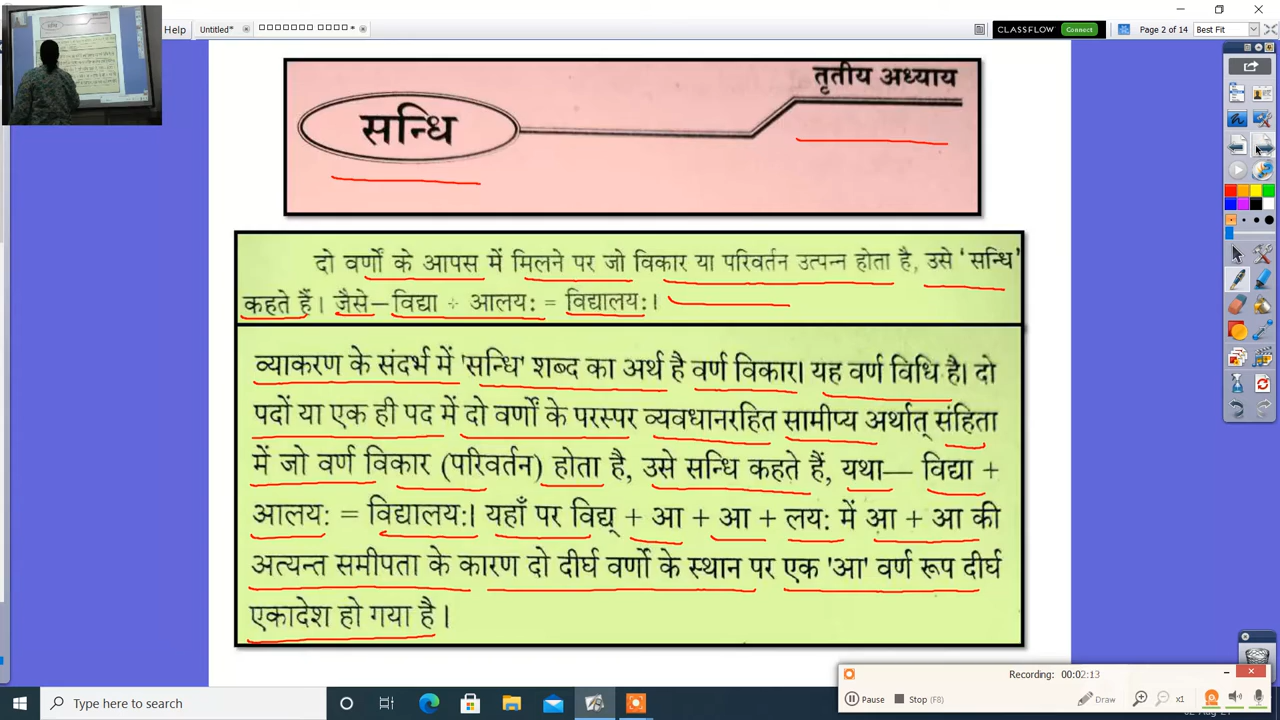 Help
Untitled*
CLASSFLOW Connect
Page 2 of 14
Best Fit
तृतीय अध्याय
सन्धि
दो वर्णों के आपस में मिलने पर जो विकार या परिवर्तन उत्पन्न होता है, उसे ‘सन्धि’
कहते हैं। जैसे– विद्या + आलय: = विद्यालय:।
व्याकरण के संदर्भ में 'सन्धि' शब्द का अर्थ है वर्ण विकार। यह वर्ण विधि है। दो
पदों या एक ही पद में दो वर्णों के परस्पर व्यवधानरहित सामीप्य अर्थात् संहिता
में जो वर्ण विकार (परिवर्तन) होता है, उसे सन्धि कहते हैं, यथा— विद्या +
आलय: = विद्यालय:। यहाँ पर विद्य् + आ + आ + लय: में आ + आ की
अत्यन्त समीपता के कारण दो दीर्घ वर्णो के स्थान पर एक 'आ' वर्ण रूप दीर्घ
एकादेश हो गया है।
Recording: 00:02:13
Pause
Stop (F8)
Draw
x1
Type here to search